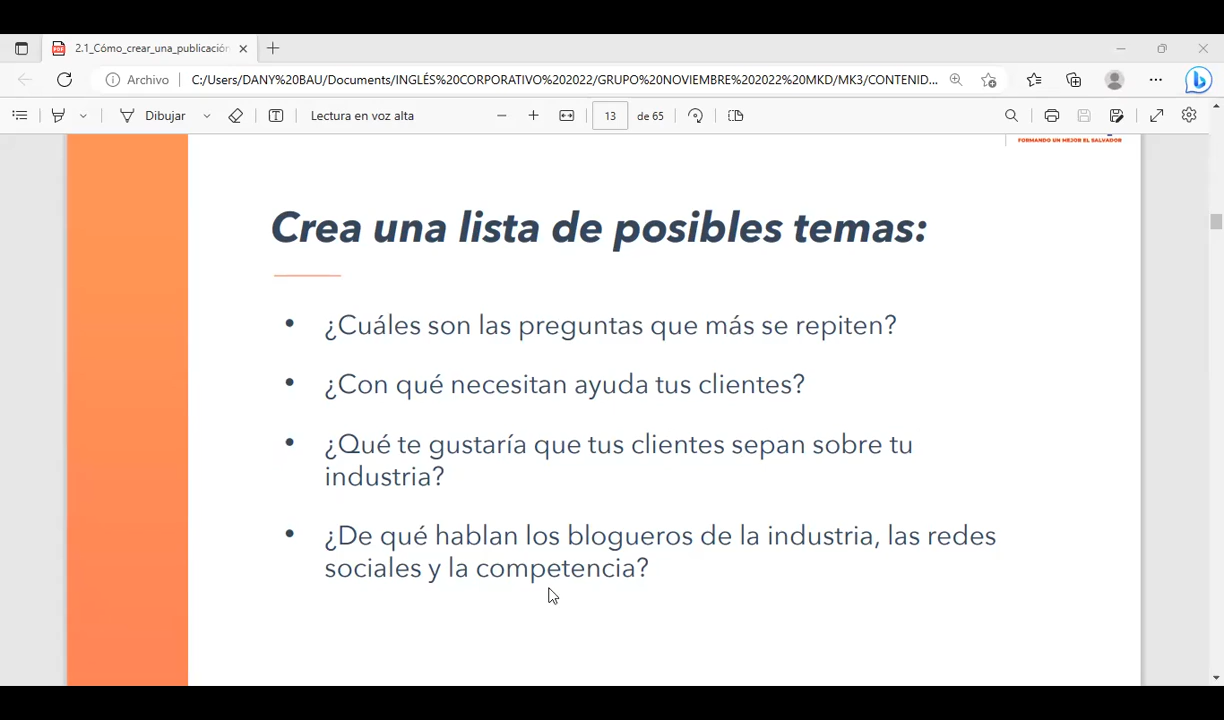 2.1_Cómo_crear_una_publicación
Archivo
C:/Users/DANY%20BAU/Documents/INGLÉS%20CORPORATIVO%202022/GRUPO%20NOVIEMBRE%202022%20MKD/MK3/CONTENID...
Dibujar
Lectura en voz alta
13 de 65
FORMANDO UN MEJOR EL SALVADOR
Crea una lista de posibles temas:
• ¿Cuáles son las preguntas que más se repiten?
• ¿Con qué necesitan ayuda tus clientes?
• ¿Qué te gustaría que tus clientes sepan sobre tu
industria?
• ¿De qué hablan los blogueros de la industria, las redes
sociales y la competencia?